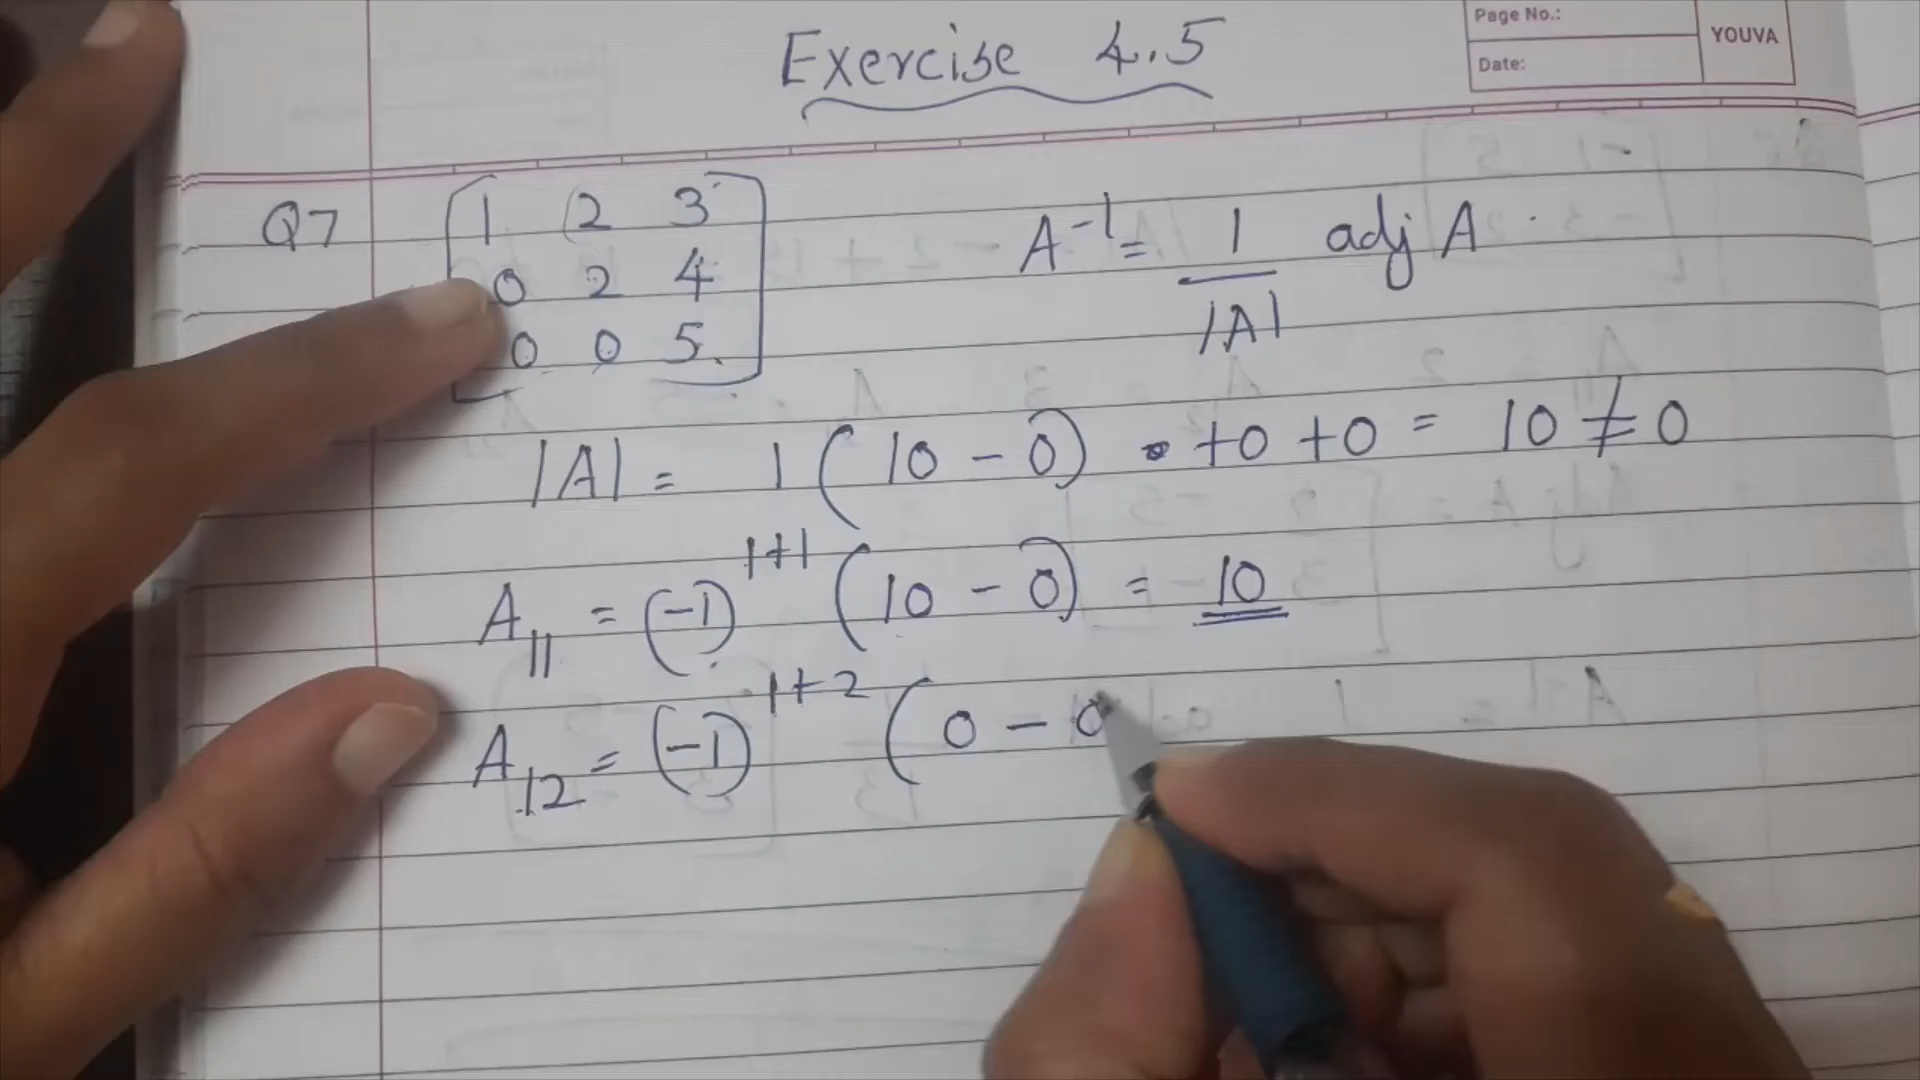 Exercise 4.5
Page No.:
Date:
YOUVA
Q7
1 2 3
0 2 4
0 0 5
A⁻¹ = 1/|A| adj A
|A| = 1 (10 - 0) +0 +0 = 10 ≠ 0
A₁₁ = (-1)¹⁺¹ (10 - 0) = 10
A₁₂ = (-1)¹⁺² (0 - 0